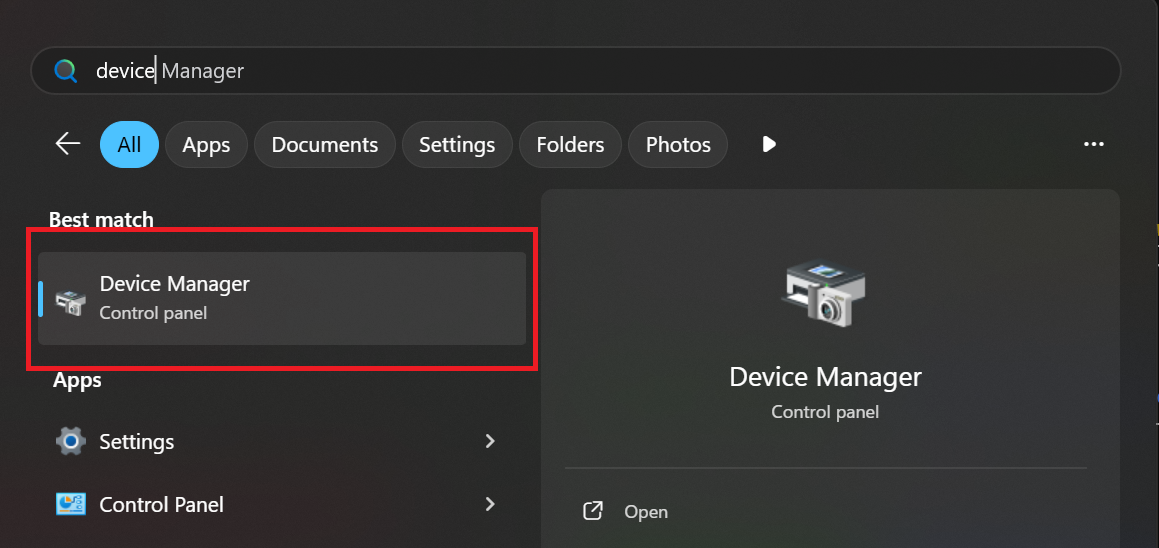 device Manager
All Apps Documents Settings Folders Photos
Best match
Device Manager
Control panel
Apps
Settings
Control Panel
Device Manager
Control panel
Open